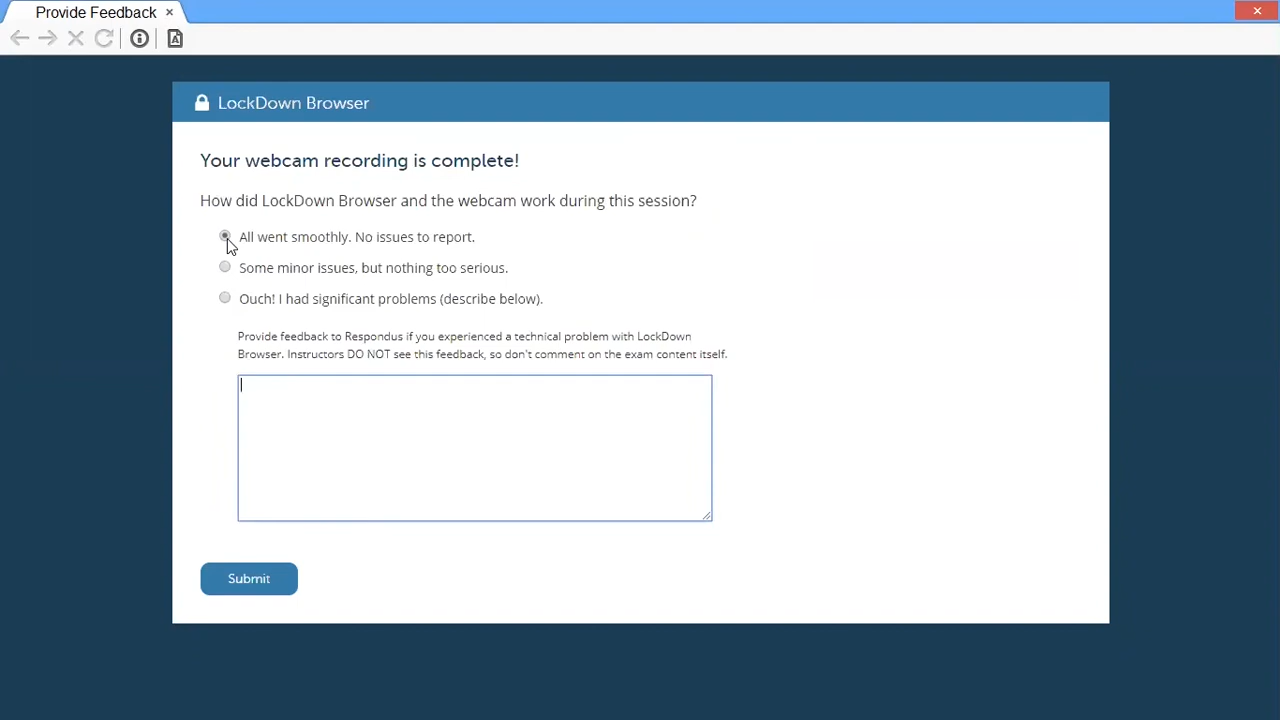 Provide Feedback
LockDown Browser
Your webcam recording is complete!
How did LockDown Browser and the webcam work during this session?
All went smoothly. No issues to report.
Some minor issues, but nothing too serious.
Ouch! I had significant problems (describe below).
Provide feedback to Respondus if you experienced a technical problem with LockDown
Browser. Instructors DO NOT see this feedback, so don't comment on the exam content itself.
Submit